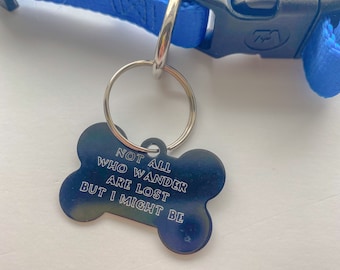 NOT ALL
WHO WANDER
ARE LOST
BUT I MIGHT BE